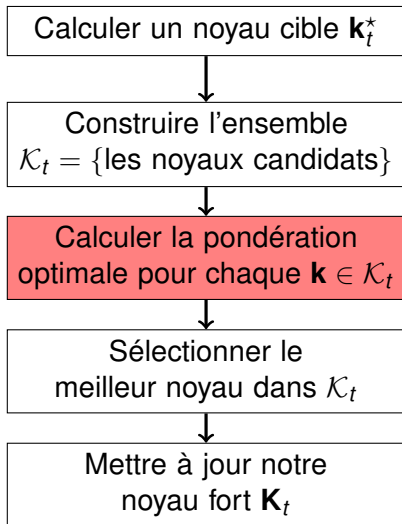 Calculer un noyau cible 𝐤ₜ⋆
Construire l'ensemble
𝒦ₜ = {les noyaux candidats}
Calculer la pondération
optimale pour chaque 𝐤 ∈ 𝒦ₜ
Sélectionner le
meilleur noyau dans 𝒦ₜ
Mettre à jour notre
noyau fort 𝐊ₜ